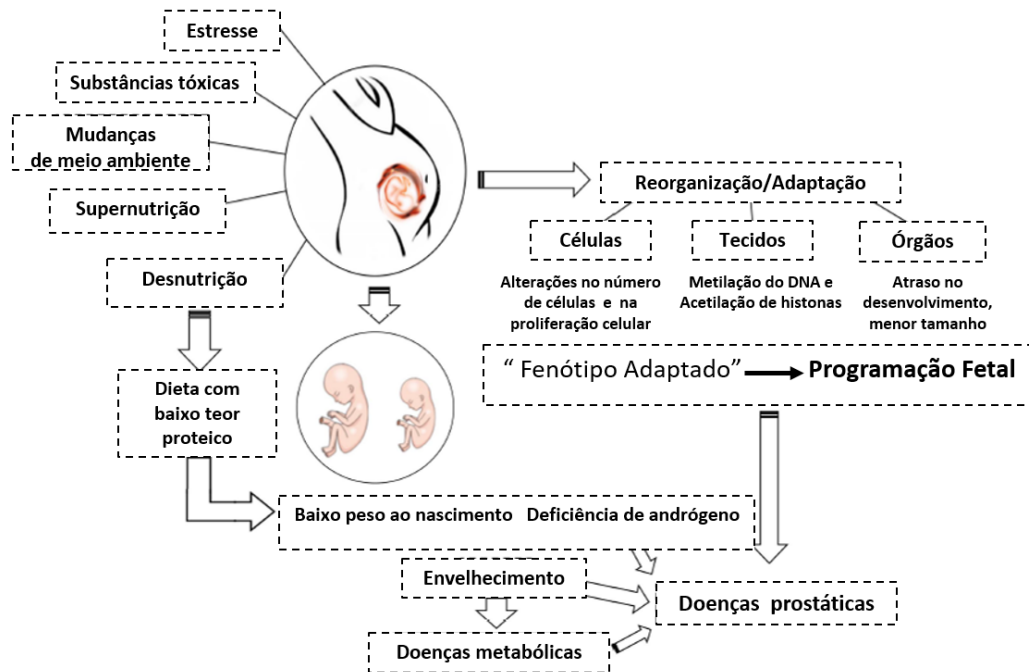 Estresse
Substâncias tóxicas
Mudanças
de meio ambiente
Supernutrição
Desnutrição
Dieta com
baixo teor
proteico
Reorganização/Adaptação
Células
Tecidos
Órgãos
Alterações no número
de células e na
proliferação celular
Metilação do DNA e
Acetilação de histonas
Atraso no
desenvolvimento,
menor tamanho
“ Fenótipo Adaptado” Programação Fetal
Baixo peso ao nascimento Deficiência de andrógeno
Envelhecimento
Doenças prostáticas
Doenças metabólicas